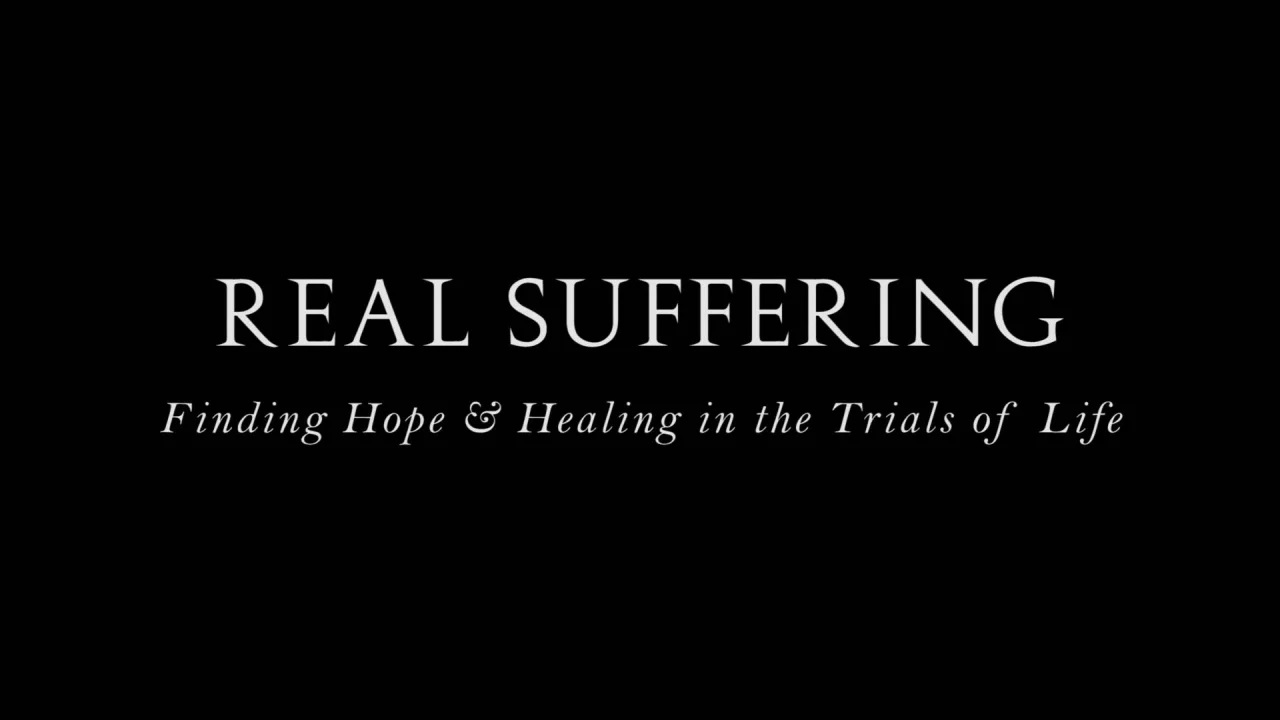 REAL SUFFERING
Finding Hope & Healing in the Trials of Life